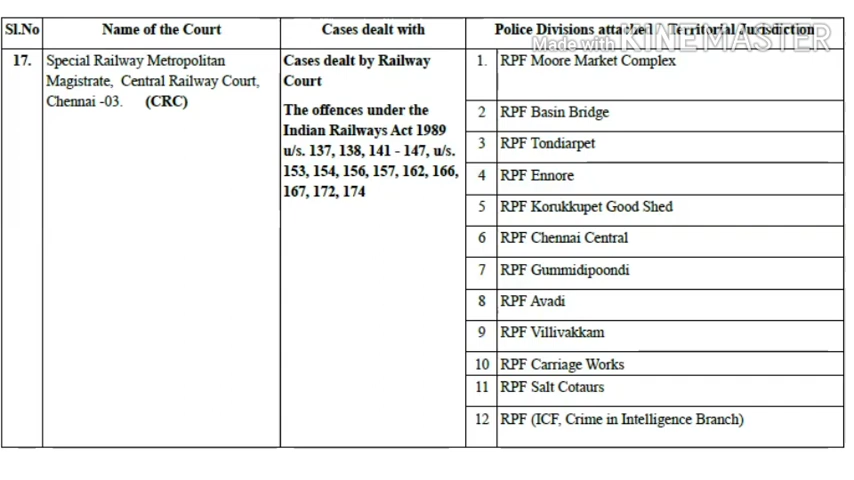 Sl.No Name of the Court Cases dealt with Police Divisions attached / Territorial Jurisdiction
Made with KINEMASTER
17. Special Railway Metropolitan
Magistrate, Central Railway Court,
Chennai -03. (CRC)
Cases dealt by Railway
Court
The offences under the
Indian Railways Act 1989
u/s. 137, 138, 141 - 147, u/s.
153, 154, 156, 157, 162, 166,
167, 172, 174
1. RPF Moore Market Complex
2 RPF Basin Bridge
3 RPF Tondiarpet
4 RPF Ennore
5 RPF Korukkupet Good Shed
6 RPF Chennai Central
7 RPF Gummidipoondi
8 RPF Avadi
9 RPF Villivakkam
10 RPF Carriage Works
11 RPF Salt Cotaurs
12 RPF (ICF, Crime in Intelligence Branch)